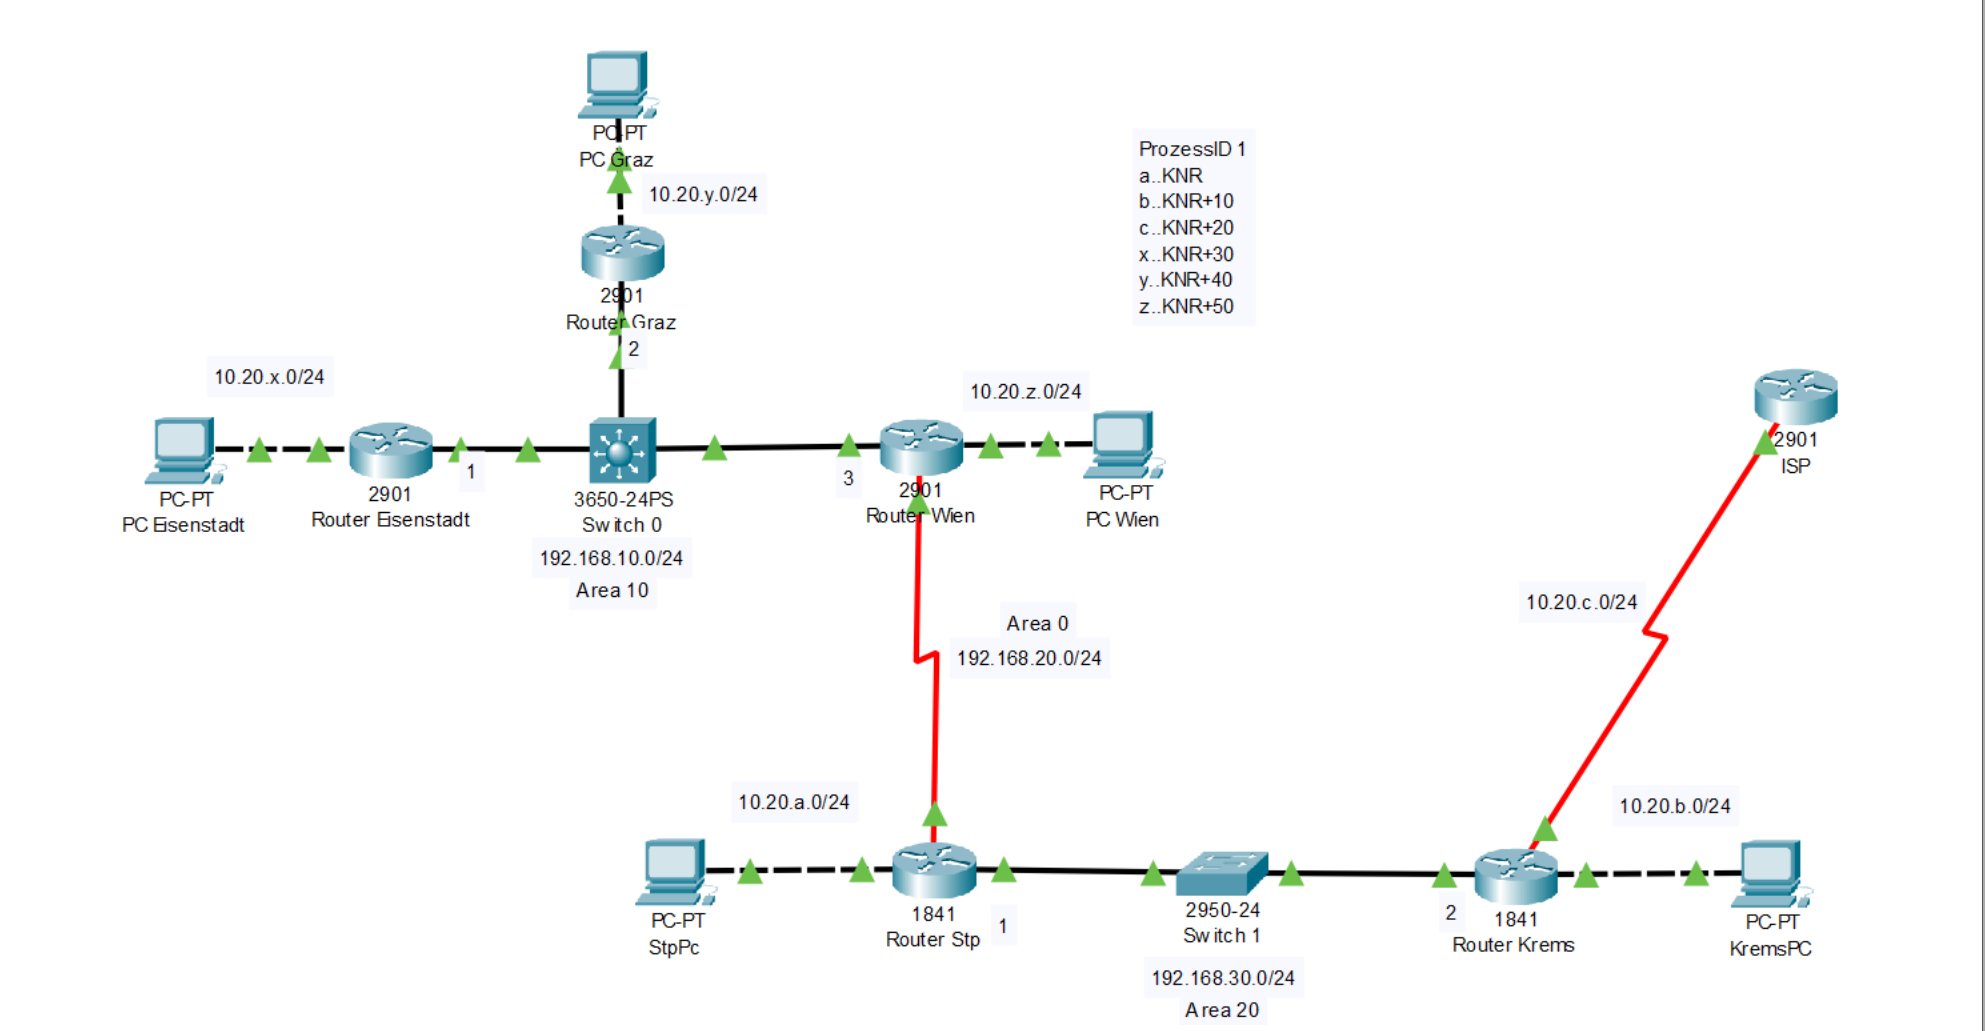 PC-PT
PC Graz
10.20.y.0/24
2901
Router Graz
2
ProzessID 1
a..KNR
b..KNR+10
c..KNR+20
x..KNR+30
y..KNR+40
z..KNR+50
10.20.x.0/24
PC-PT
PC Eisenstadt
2901
Router Eisenstadt
1
3650-24PS
Switch 0
192.168.10.0/24
Area 10
3
2901
Router Wien
10.20.z.0/24
PC-PT
PC Wien
2901
ISP
10.20.c.0/24
Area 0
192.168.20.0/24
10.20.a.0/24
PC-PT
StpPc
1841
Router Stp
1
2950-24
Switch 1
192.168.30.0/24
Area 20
2
1841
Router Krems
10.20.b.0/24
PC-PT
KremsPC